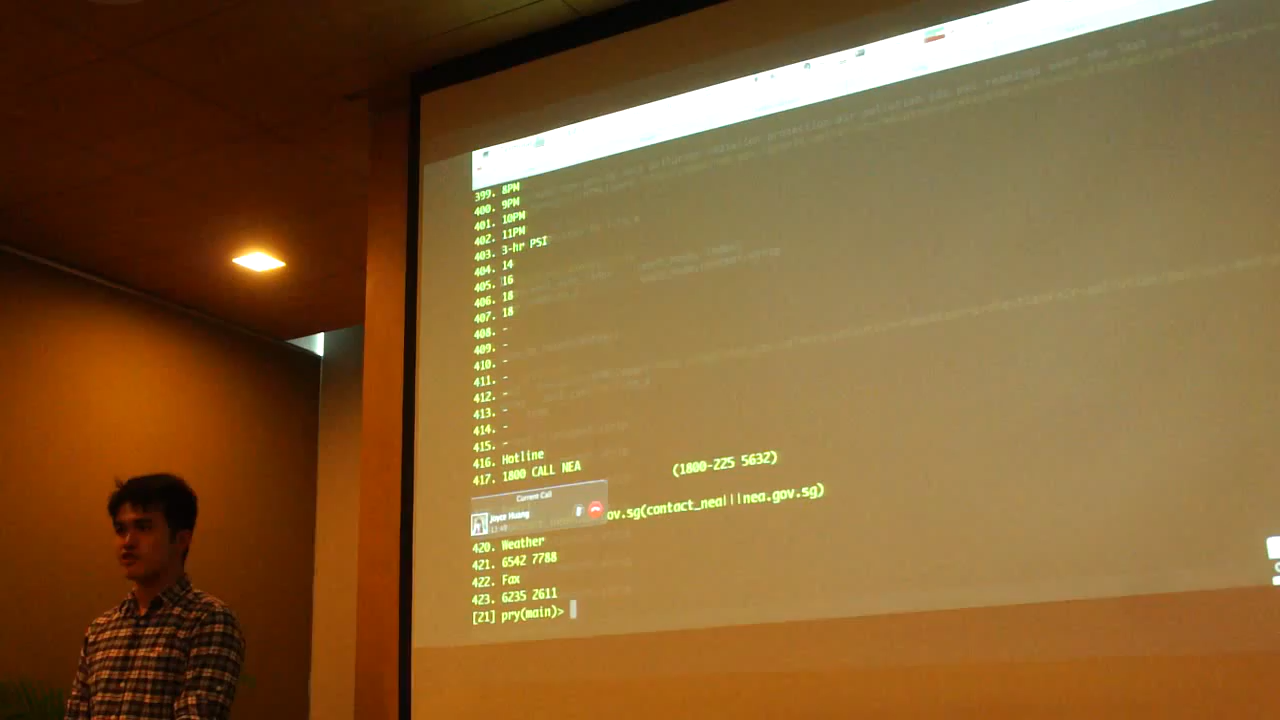 399. 8PM
400. 9PM
401. 10PM
402. 11PM
403. 3-hr PSI
404. 14
405. 16
406. 18
407. 18
408. -
409. -
410. -
411. -
412. -
413. -
414. -
415. -
416. Hotline
417. 1800 CALL NEA (1800-225 5632)
Current Call
Joyce Huang
ov.sg(contact_nea||nea.gov.sg)
420. Weather
421. 6542 7788
422. Fax
423. 6235 2611
[21] pry(main)>